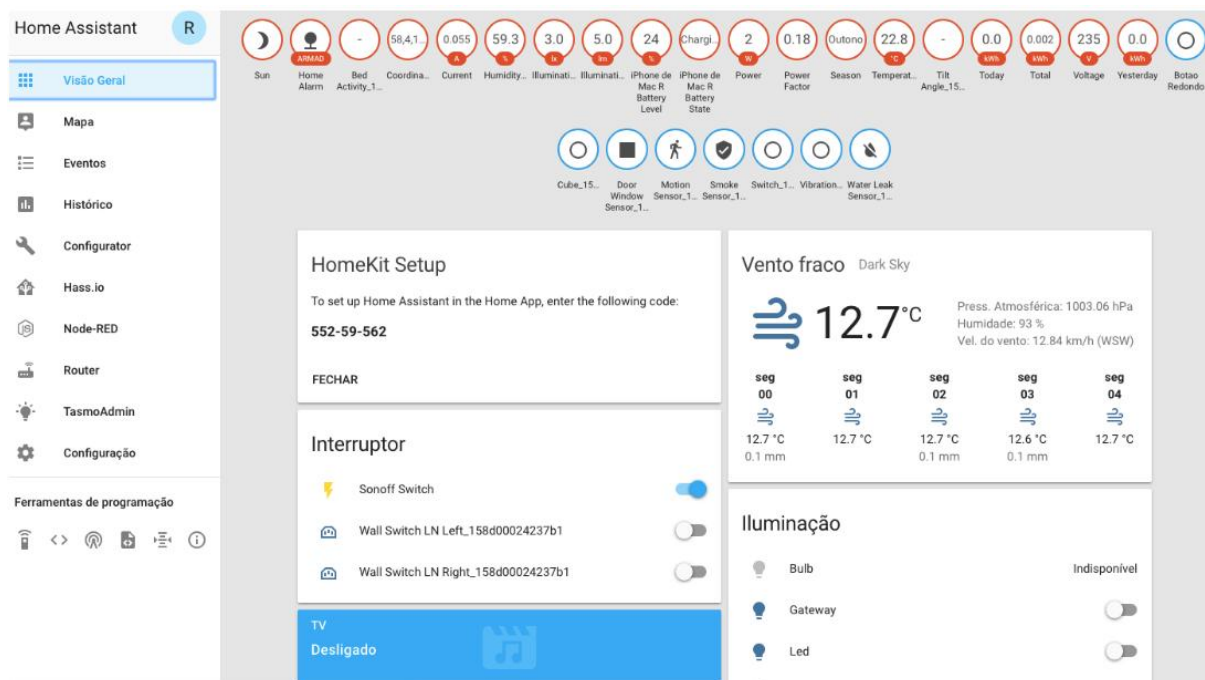 Home Assistant
R
Visão Geral
Mapa
Eventos
Histórico
Configurator
Hass.io
Node-RED
Router
TasmoAdmin
Configuração
Ferramentas de programação
Sun
ARMAD
Home Alarm
-
Bed Activity_1...
58,4,1...
Coordina...
0.055
A
Current
59.3
%
Humidity...
3.0
lx
Illuminati...
5.0
lm
Illuminati...
24
%
iPhone de Mac R Battery Level
Chargi...
iPhone de Mac R Battery State
2
W
Power
0.18
Power Factor
Outono
Season
22.8
°C
Temperat...
-
Tilt Angle_15...
0.0
kWh
Today
0.002
kWh
Total
235
V
Voltage
0.0
kWh
Yesterday
Botao Redondo
Cube_15...
Door Window Sensor_1...
Motion Sensor_1...
Smoke Sensor_1...
Switch_1...
Vibration...
Water Leak Sensor_1...
HomeKit Setup
To set up Home Assistant in the Home App, enter the following code:
552-59-562
FECHAR
Interruptor
Sonoff Switch
Wall Switch LN Left_158d00024237b1
Wall Switch LN Right_158d00024237b1
TV
Desligado
Vento fraco Dark Sky
12.7°C
Press. Atmosférica: 1003.06 hPa
Humidade: 93 %
Vel. do vento: 12.84 km/h (WSW)
seg seg seg seg seg
00 01 02 03 04
12.7 °C 12.7 °C 12.7 °C 12.6 °C 12.7 °C
0.1 mm 0.1 mm 0.1 mm
Iluminação
Bulb Indisponível
Gateway
Led